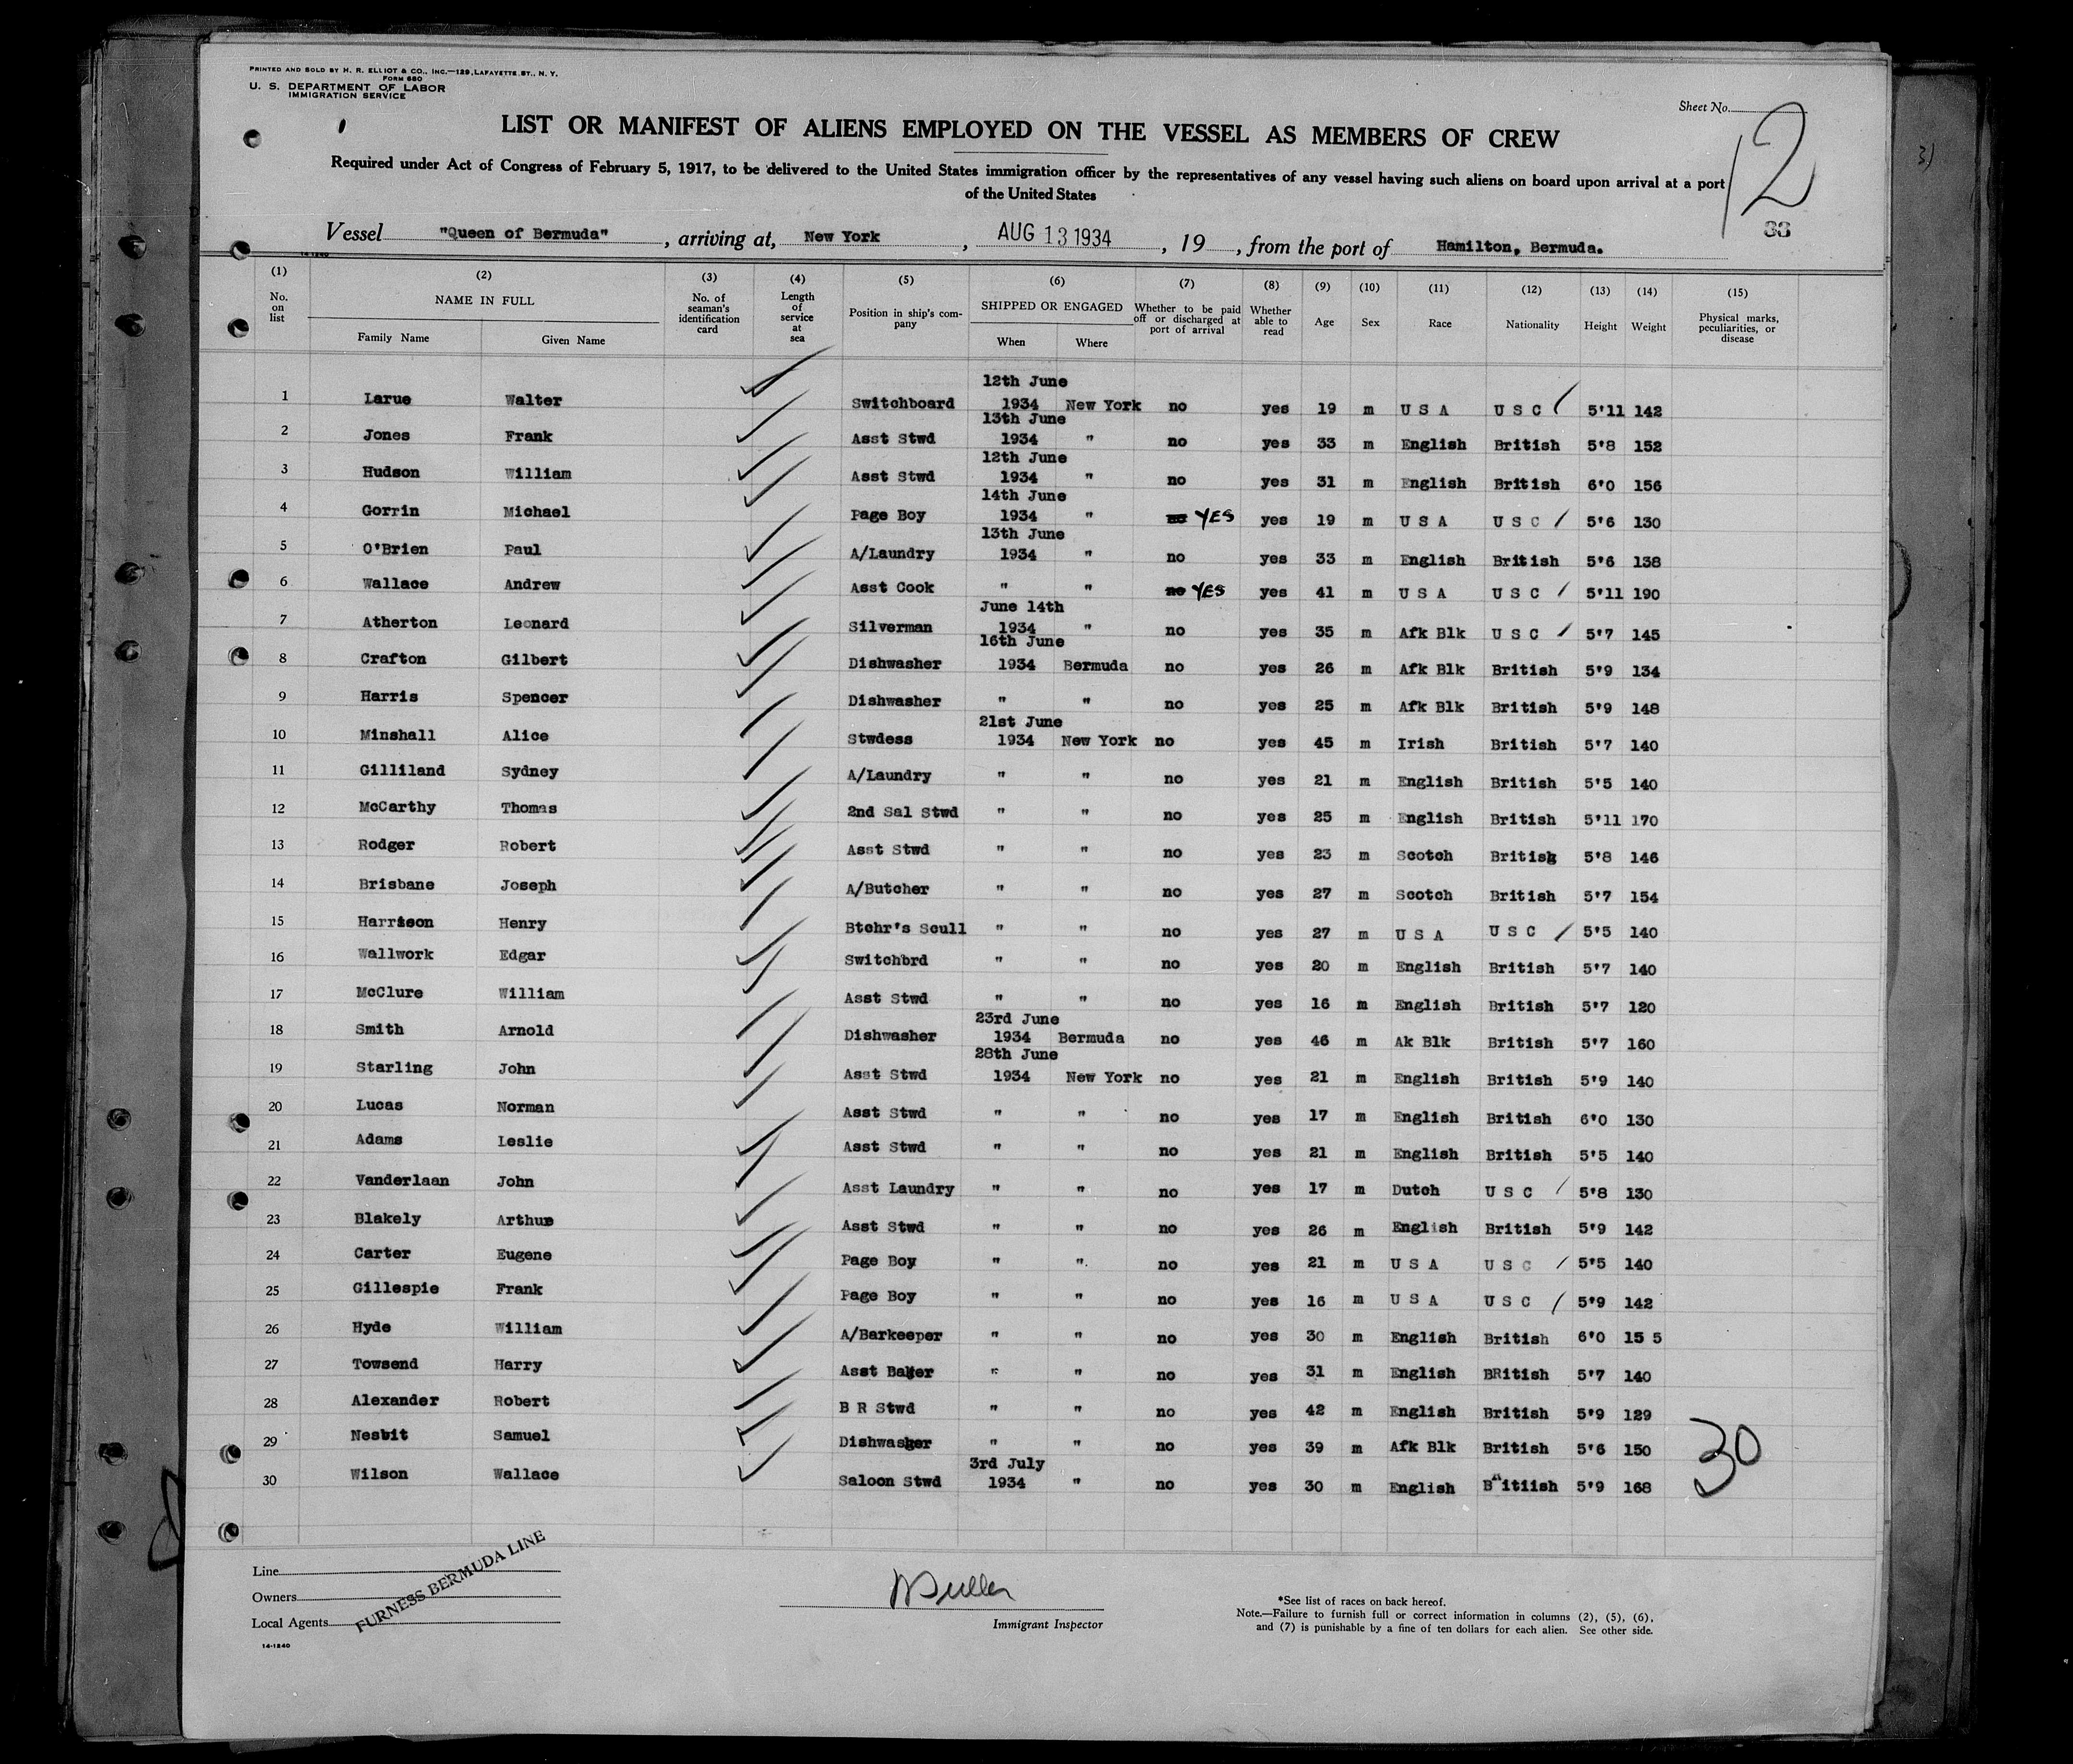 PRINTED AND SOLD BY H. R. ELLIOT & CO., INC.—129, LAFAYETTE ST., N. Y.
FORM 680
U. S. DEPARTMENT OF LABOR
IMMIGRATION SERVICE
Sheet No.
12
LIST OR MANIFEST OF ALIENS EMPLOYED ON THE VESSEL AS MEMBERS OF CREW
Required under Act of Congress of February 5, 1917, to be delivered to the United States immigration officer by the representatives of any vessel having such aliens on board upon arrival at a port
of the United States
33
Vessel "Queen of Bermuda", arriving at, New York, AUG 13 1934, 19, from the port of Hamilton, Bermuda.
14-1240
(1) (2) (3) (4) (5) (6) (7) (8) (9) (10) (11) (12) (13) (14) (15)
No. on list NAME IN FULL Family Name Given Name No. of seaman's identification card Length of service at sea Position in ship's company SHIPPED OR ENGAGED When Where Whether to be paid off or discharged at port of arrival Whether able to read Age Sex Race Nationality Height Weight Physical marks, peculiarities, or disease
1 Larue Walter Switchboard 12th June 1934 New York no yes 19 m U S A U S C 5'11 142
2 Jones Frank Asst Stwd 13th June 1934 " no yes 33 m English British 5'8 152
3 Hudson William Asst Stwd 12th June 1934 " no yes 31 m English British 6'0 156
4 Gorrin Michael Page Boy 14th June 1934 " no YES yes 19 m U S A U S C 5'6 130
5 O'Brien Paul A/Laundry 13th June 1934 " no yes 33 m English British 5'6 138
6 Wallace Andrew Asst Cook " " no YES yes 41 m U S A U S C 5'11 190
7 Atherton Leonard Silverman June 14th 1934 " no yes 35 m Afk Blk U S C 5'7 145
8 Crafton Gilbert Dishwasher 16th June 1934 Bermuda no yes 26 m Afk Blk British 5'9 134
9 Harris Spencer Dishwasher " " no yes 25 m Afk Blk British 5'9 148
10 Minshall Alice Stwdess 21st June 1934 New York no yes 45 m Irish British 5'7 140
11 Gilliland Sydney A/Laundry " " no yes 21 m English British 5'5 140
12 McCarthy Thomas 2nd Sal Stwd " " no yes 25 m English British 5'11 170
13 Rodger Robert Asst Stwd " " no yes 23 m Scotch British 5'8 146
14 Brisbane Joseph A/Butcher " " no yes 27 m Scotch British 5'7 154
15 Harrison Henry Btchr's Scull " " no yes 27 m U S A U S C 5'5 140
16 Wallwork Edgar Switchbrd " " no yes 20 m English British 5'7 140
17 McClure William Asst Stwd " " no yes 16 m English British 5'7 120
18 Smith Arnold Dishwasher 23rd June 1934 Bermuda no yes 46 m Ak Blk British 5'7 160
19 Starling John Asst Stwd 28th June 1934 New York no yes 21 m English British 5'9 140
20 Lucas Norman Asst Stwd " " no yes 17 m English British 6'0 130
21 Adams Leslie Asst Stwd " " no yes 21 m English British 5'5 140
22 Vanderlaan John Asst Laundry " " no yes 17 m Dutch U S C 5'8 130
23 Blakely Arthur Asst Stwd " " no yes 26 m English British 5'9 142
24 Carter Eugene Page Boy " " no yes 21 m U S A U S C 5'5 140
25 Gillespie Frank Page Boy " " no yes 16 m U S A U S C 5'9 142
26 Hyde William A/Barkeeper " " no yes 30 m English British 6'0 15 5
27 Towsend Harry Asst Baker " " no yes 31 m English BRitish 5'7 140
28 Alexander Robert B R Stwd " " no yes 42 m English British 5'9 129
29 Nesbit Samuel Dishwasher " " no yes 39 m Afk Blk British 5'6 150
30 Wilson Wallace Saloon Stwd 3rd July 1934 " no yes 30 m English Britiish 5'9 168
30
Line
Owners
Local Agents
FURNESS BERMUDA LINE
14-1240
Immigrant Inspector
*See list of races on back hereof.
Note.—Failure to furnish full or correct information in columns (2), (5), (6),
and (7) is punishable by a fine of ten dollars for each alien. See other side.